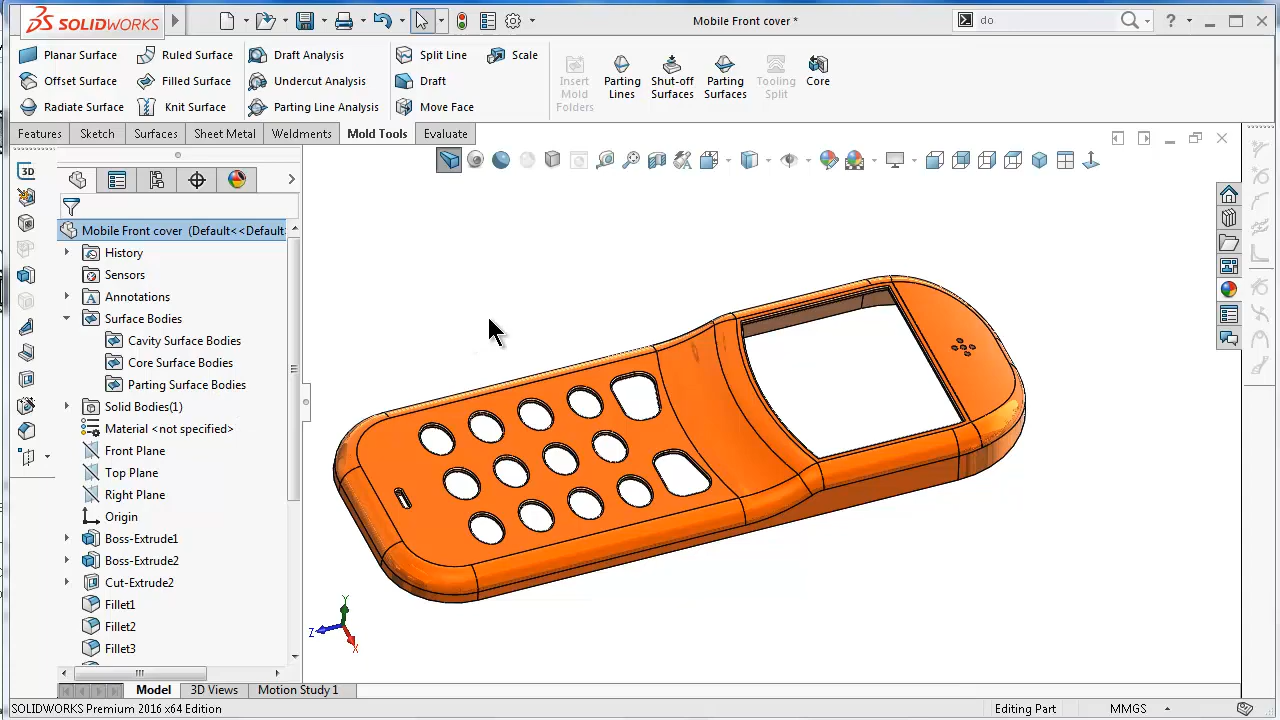 SOLIDWORKS
Mobile Front cover *
do
?
Planar Surface
Ruled Surface
Draft Analysis
Split Line
Scale
Offset Surface
Filled Surface
Undercut Analysis
Draft
Radiate Surface
Knit Surface
Parting Line Analysis
Move Face
Insert
Mold
Folders
Parting
Lines
Shut-off
Surfaces
Parting
Surfaces
Tooling
Split
Core
Features
Sketch
Surfaces
Sheet Metal
Weldments
Mold Tools
Evaluate
3D
Mobile Front cover (Default<<Default
History
Sensors
A
Annotations
Surface Bodies
Cavity Surface Bodies
Core Surface Bodies
Parting Surface Bodies
Solid Bodies(1)
Material <not specified>
Front Plane
Top Plane
Right Plane
Origin
Boss-Extrude1
Boss-Extrude2
Cut-Extrude2
Fillet1
Fillet2
Fillet3
Y
Z
X
Model
3D Views
Motion Study 1
SOLIDWORKS Premium 2016 x64 Edition
Editing Part
MMGS